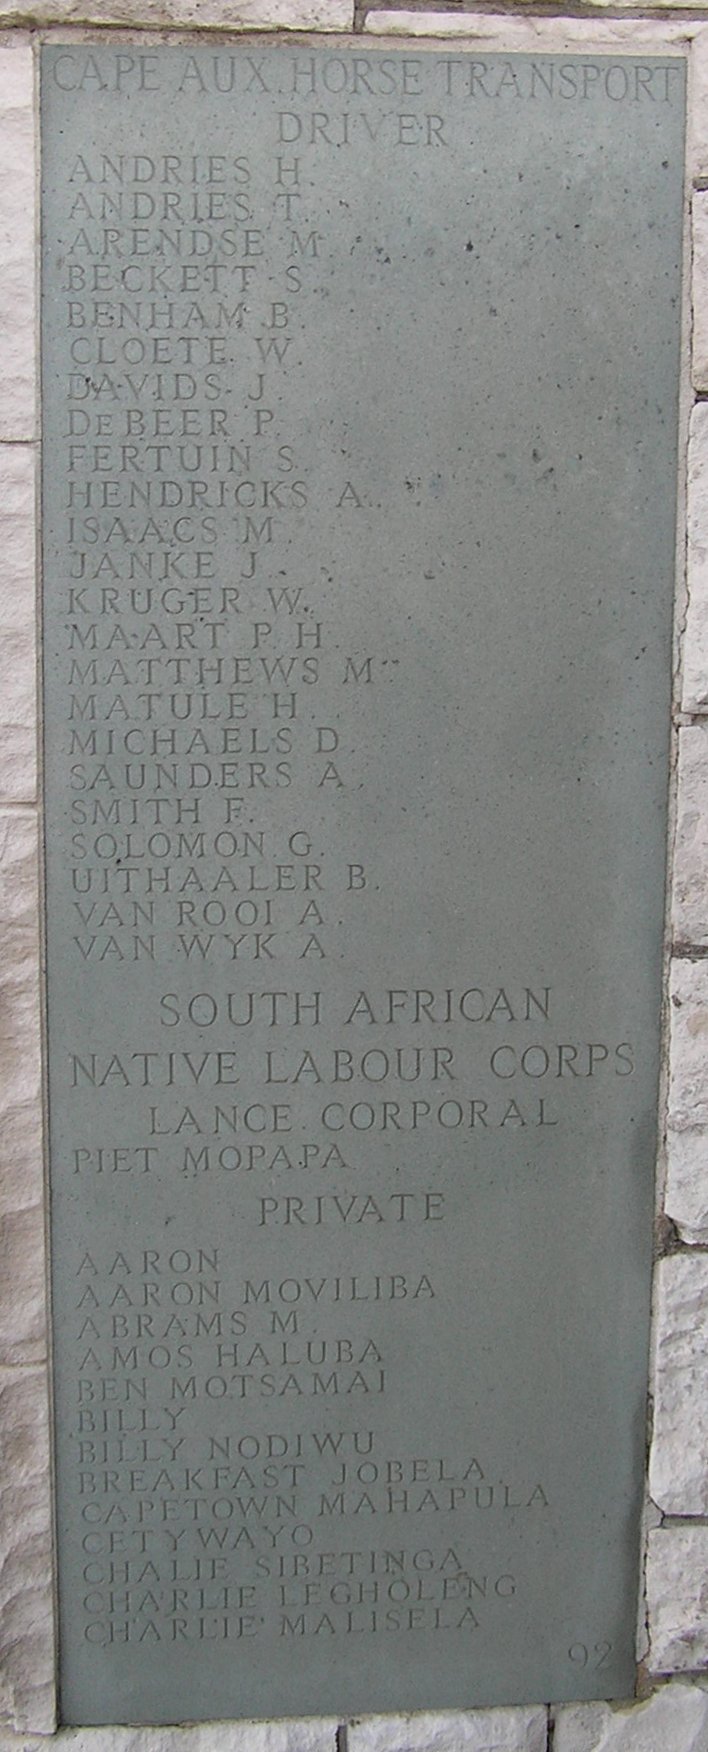 CAPE AUX. HORSE TRANSPORT
DRIVER
ANDRIES H.
ANDRIES T.
ARENDSE M.
BECKETT S.
BENHAM B.
CLOETE W.
DAVIDS J.
DEBEER P.
FERTUIN S.
HENDRICKS A.
ISAACS M.
JANKE J.
KRUGER W.
MAART P. H.
MATTHEWS M.
MATULE H.
MICHAELS D.
SAUNDERS A.
SMITH F.
SOLOMON G.
UITHAALER B.
VAN ROOI A.
VAN WYK A.
SOUTH AFRICAN
NATIVE LABOUR CORPS
LANCE CORPORAL
PIET MOPAPA
PRIVATE
AARON
AARON MOVILIBA
ABRAMS M.
AMOS HALUBA
BEN MOTSAMAI
BILLY
BILLY NODIWU
BREAKFAST JOBELA
CAPETOWN MAHAPULA
CETYWAYO
CHALIE SIBETINGA
CHARLIE LEGHOLENG
CHARLIE MALISELA
92